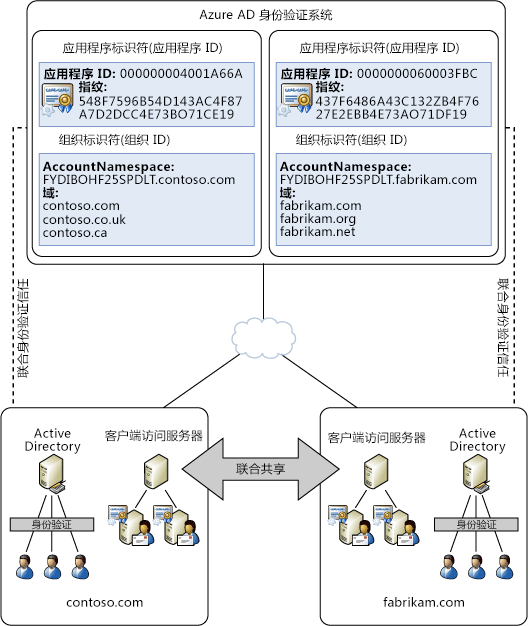 Azure AD 身份验证系统
应用程序标识符(应用程序 ID)
应用程序 ID: 000000004001A66A
指纹:
548F7596B54D143AC4F87
A7D2DCC4E73BO71CE19
组织标识符(组织 ID)
AccountNamespace:
FYDIBOHF25SPDLT.contoso.com
域:
contoso.com
contoso.co.uk
contoso.ca
应用程序标识符(应用程序 ID)
应用程序 ID: 0000000060003FBC
指纹:
437F6486A43C132ZB4F76
27E2EBB4E73AO71DF19
组织标识符(组织 ID)
AccountNamespace:
FYDIBOHF25SPDLT.fabrikam.com
域:
fabrikam.com
fabrikam.org
fabrikam.net
联合身份验证信任
联合身份验证信任
Active
Directory
客户端访问服务器
身份验证
contoso.com
联合共享
客户端访问服务器
Active
Directory
身份验证
fabrikam.com